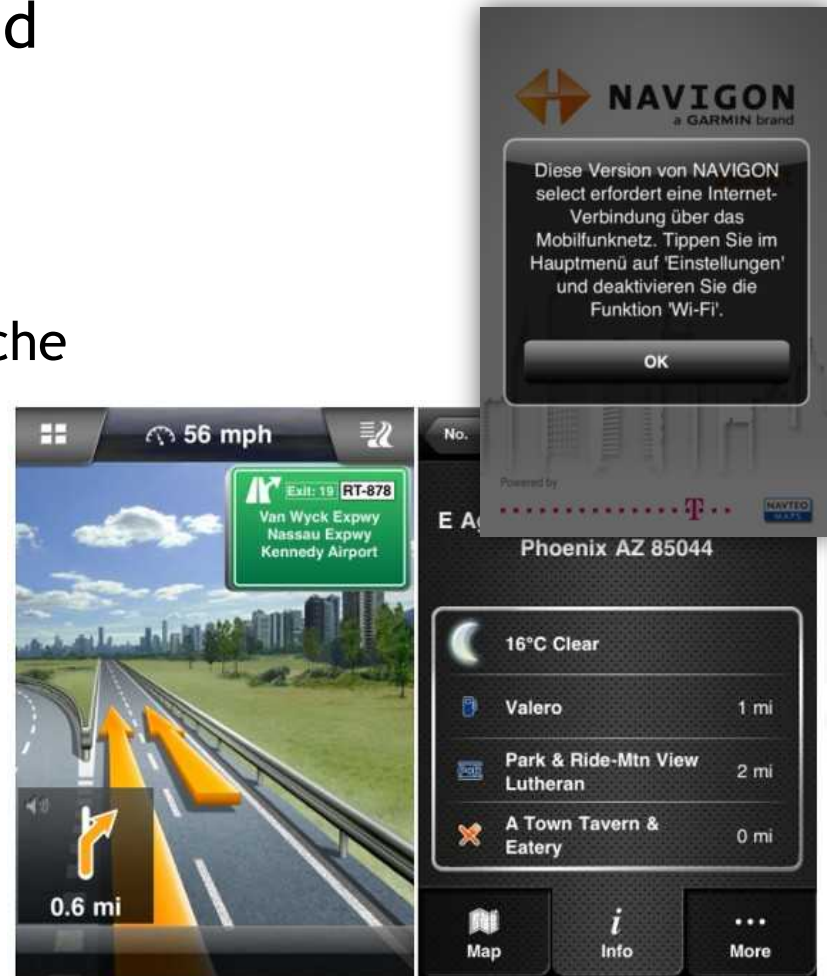 d
che
NAVIGON
a GARMIN brand
Diese Version von NAVIGON
select erfordert eine Internet-
Verbindung über das
Mobilfunknetz. Tippen Sie im
Hauptmenü auf 'Einstellungen'
und deaktivieren Sie die
Funktion 'Wi-Fi'.
OK
Powered by
T
NAVTEQ
MAPS
56 mph
Exit: 19 RT-878
Van Wyck Expwy
Nassau Expwy
Kennedy Airport
0.6 mi
No.
E A
Phoenix AZ 85044
16°C Clear
Valero 1 mi
Park & Ride-Mtn View
Lutheran 2 mi
A Town Tavern &
Eatery 0 mi
Map
i
Info
More